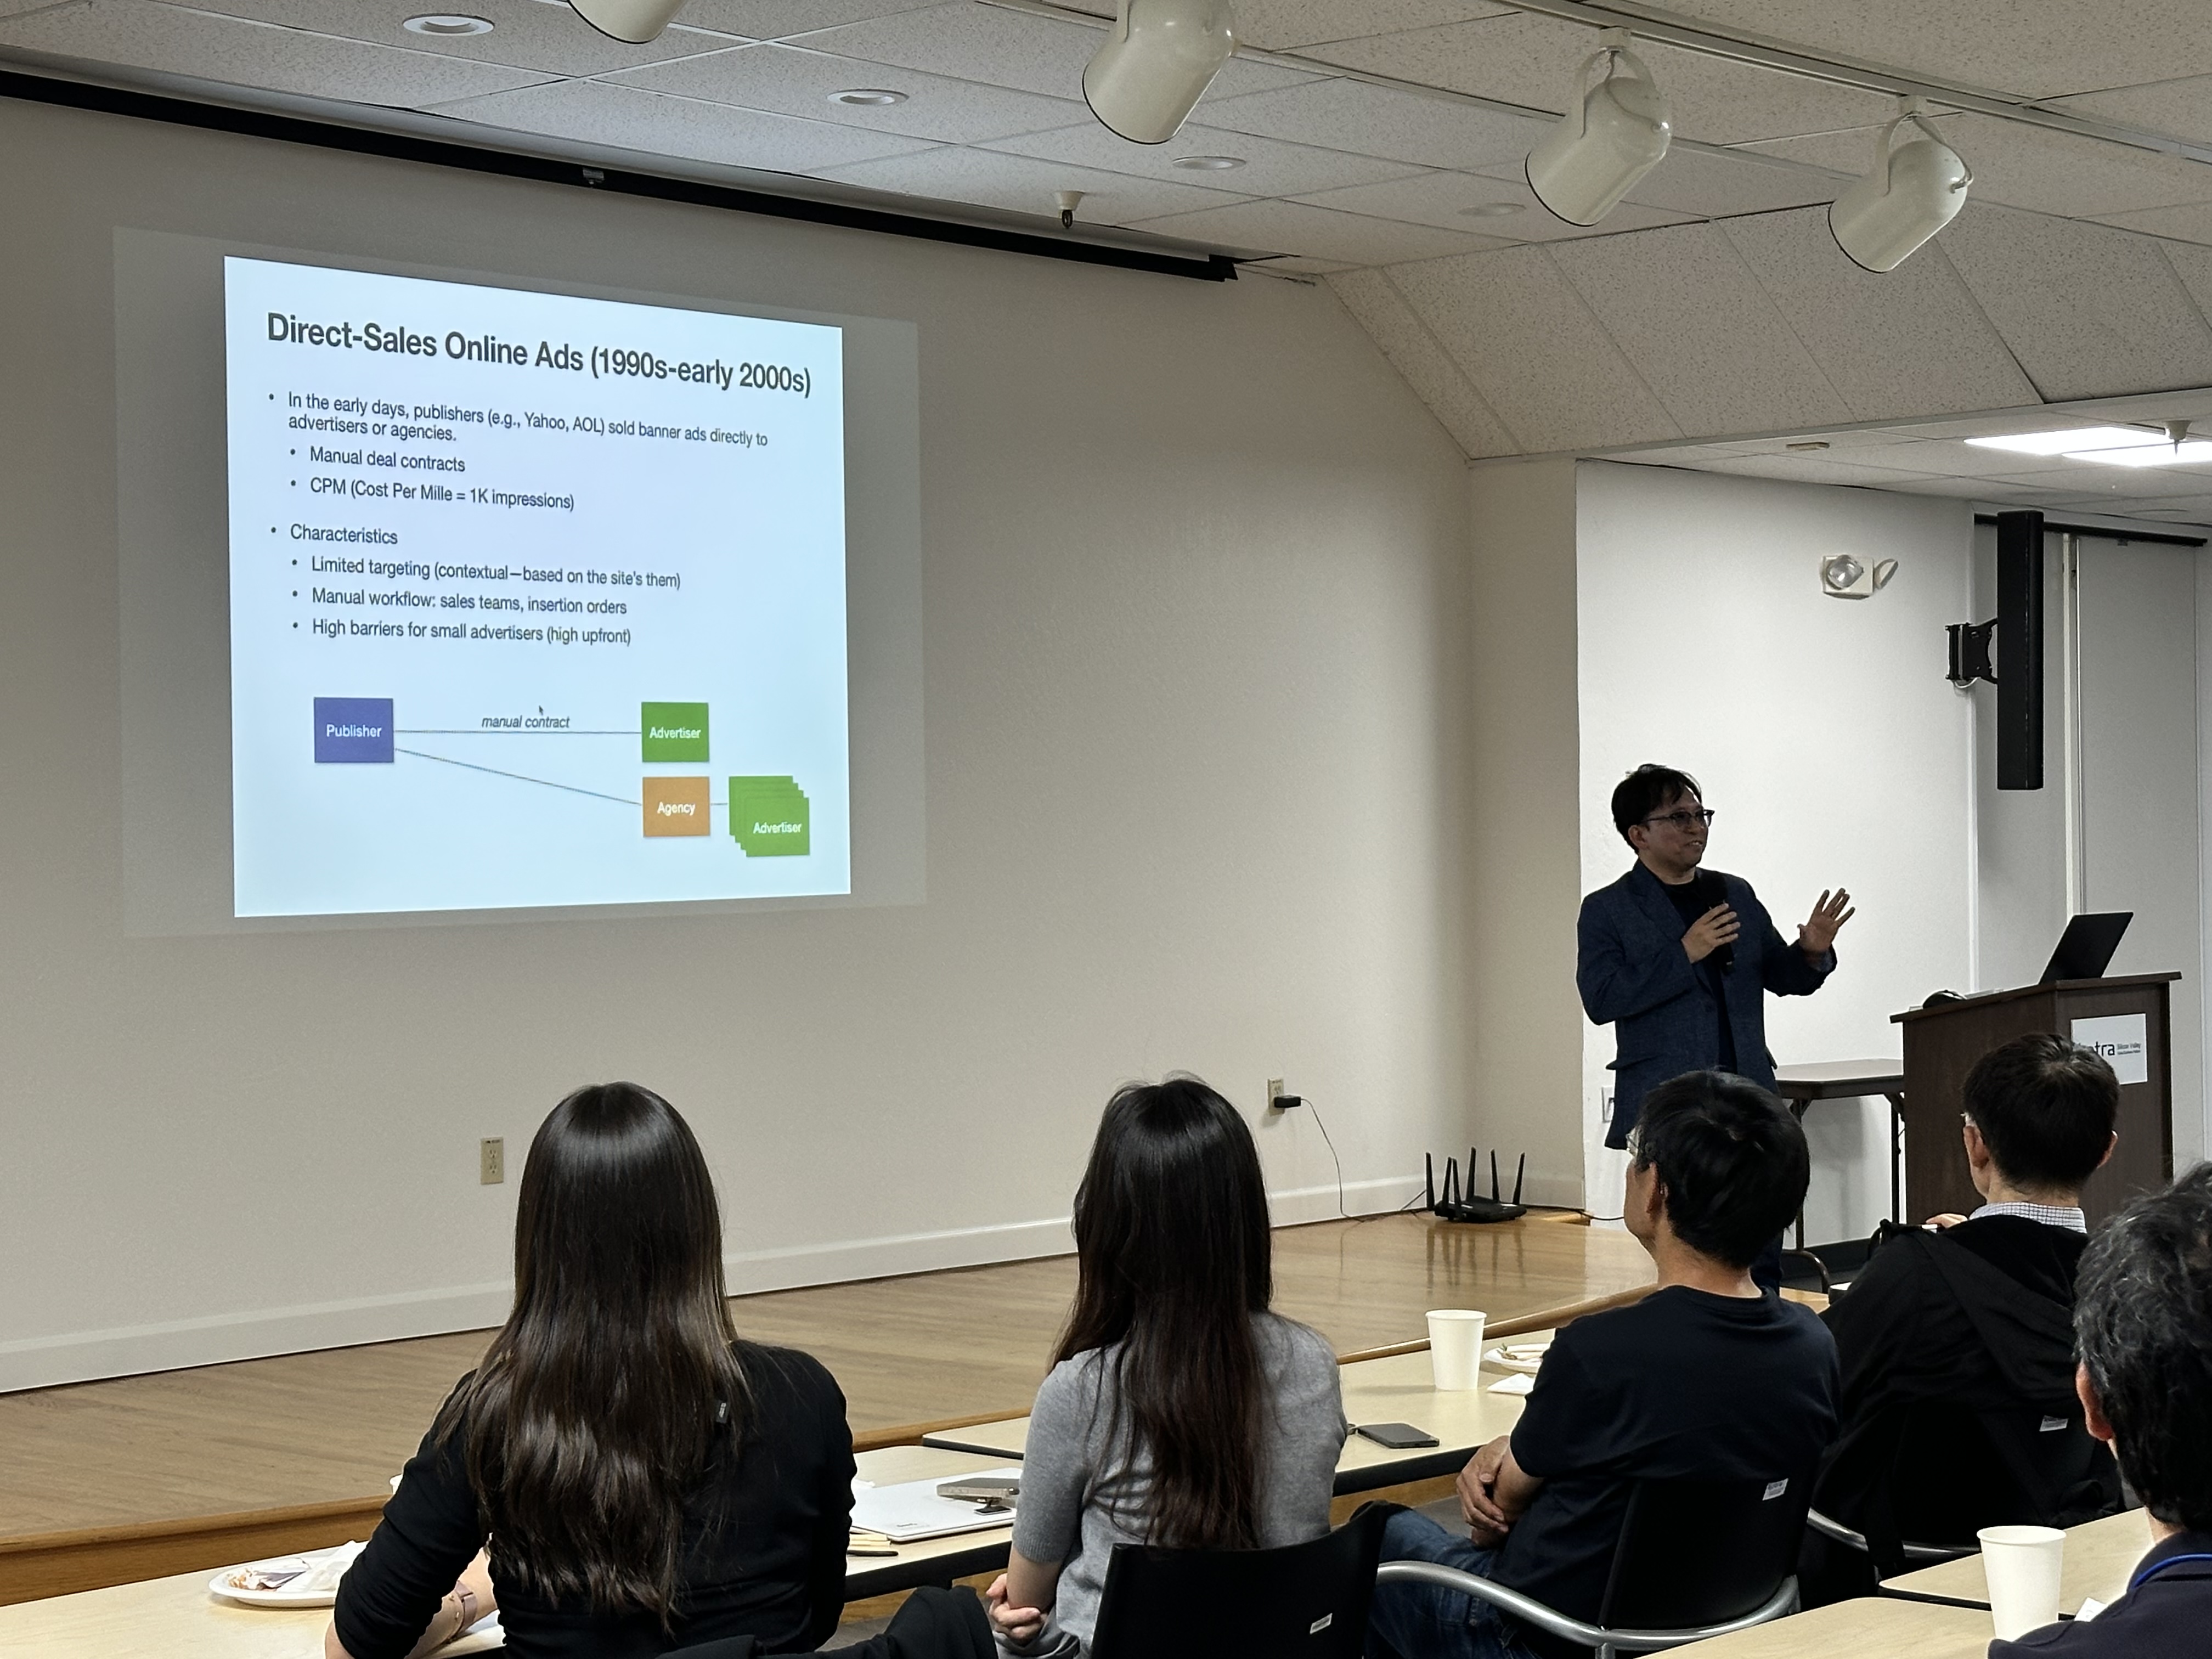 Direct-Sales Online Ads (1990s-early 2000s)
• In the early days, publishers (e.g., Yahoo, AOL) sold banner ads directly to
advertisers or agencies.
• Manual deal contracts
• CPM (Cost Per Mille = 1K impressions)
• Characteristics
• Limited targeting (contextual—based on the site's them)
• Manual workflow: sales teams, insertion orders
• High barriers for small advertisers (high upfront)
Publisher
manual contract
Advertiser
Agency
Advertiser
Silicon Valley